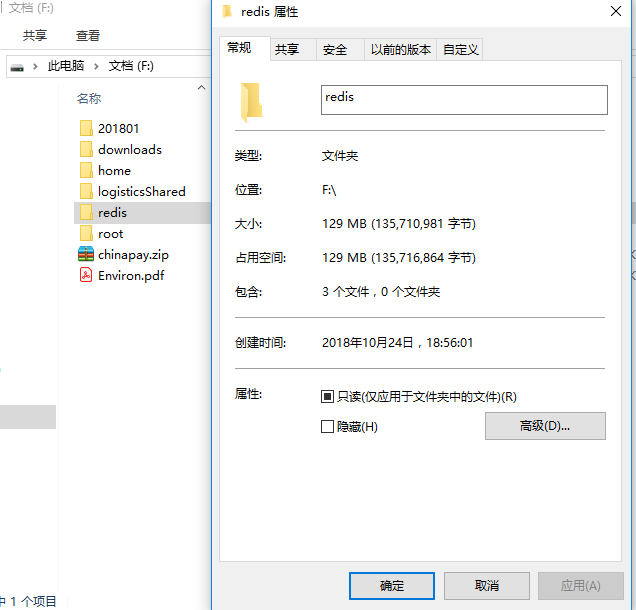 文档 (F:)
共享 查看
此电脑 › 文档 (F:)
名称
201801
downloads
home
logisticsShared
redis
root
chinapay.zip
Environ.pdf
1 个项目
redis 属性
常规 共享 安全 以前的版本 自定义
redis
类型: 文件夹
位置: F:\
大小: 129 MB (135,710,981 字节)
占用空间: 129 MB (135,716,864 字节)
包含: 3 个文件，0 个文件夹
创建时间: 2018年10月24日，18:56:01
属性: 只读(仅应用于文件夹中的文件)(R)
隐藏(H)
高级(D)...
确定 取消 应用(A)